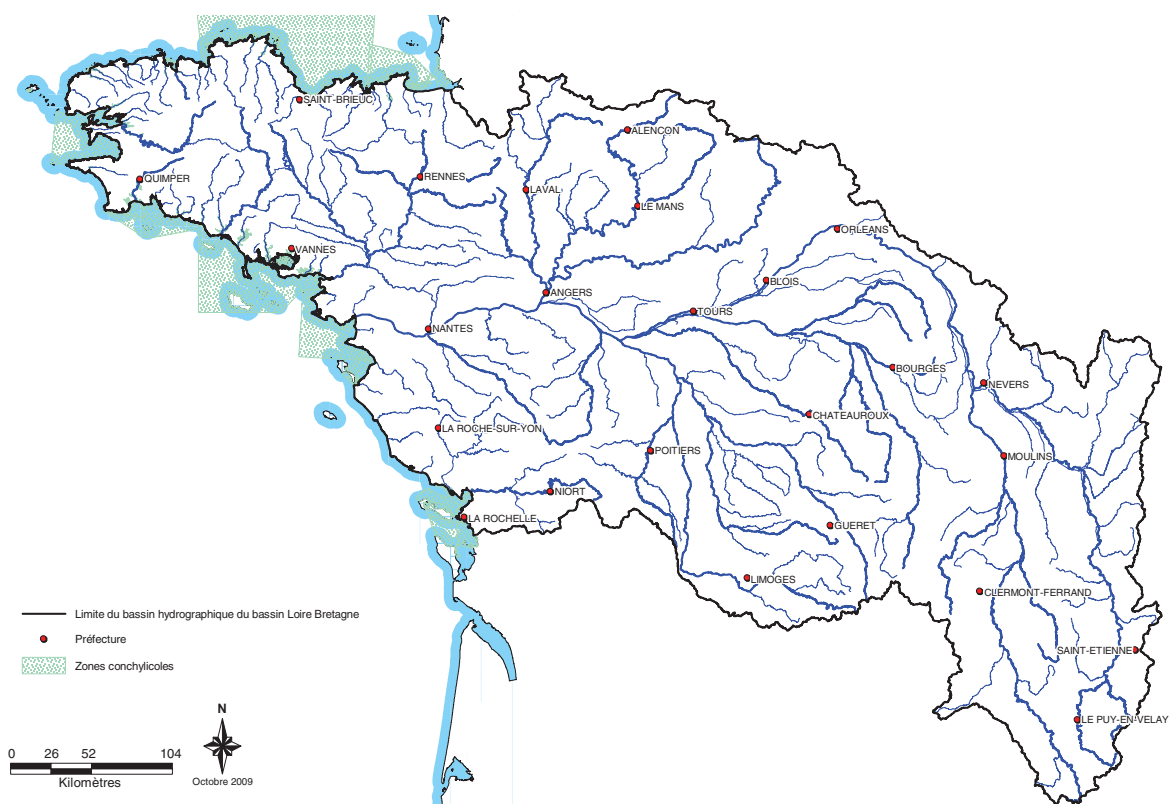 SAINT-BRIEUC
ALENCON
QUIMPER
RENNES
LAVAL
LE MANS
ORLEANS
VANNES
BLOIS
ANGERS
TOURS
NANTES
BOURGES
NEVERS
CHATEAUROUX
LA ROCHE-SUR-YON
POITIERS
MOULINS
NIORT
LA ROCHELLE
GUERET
LIMOGES
CLERMONT-FERRAND
SAINT-ETIENNE
LE PUY-EN-VELAY
Limite du bassin hydrographique du bassin Loire Bretagne
Préfecture
Zones conchylicoles
N
0 26 52 104
Kilomètres
Octobre 2009